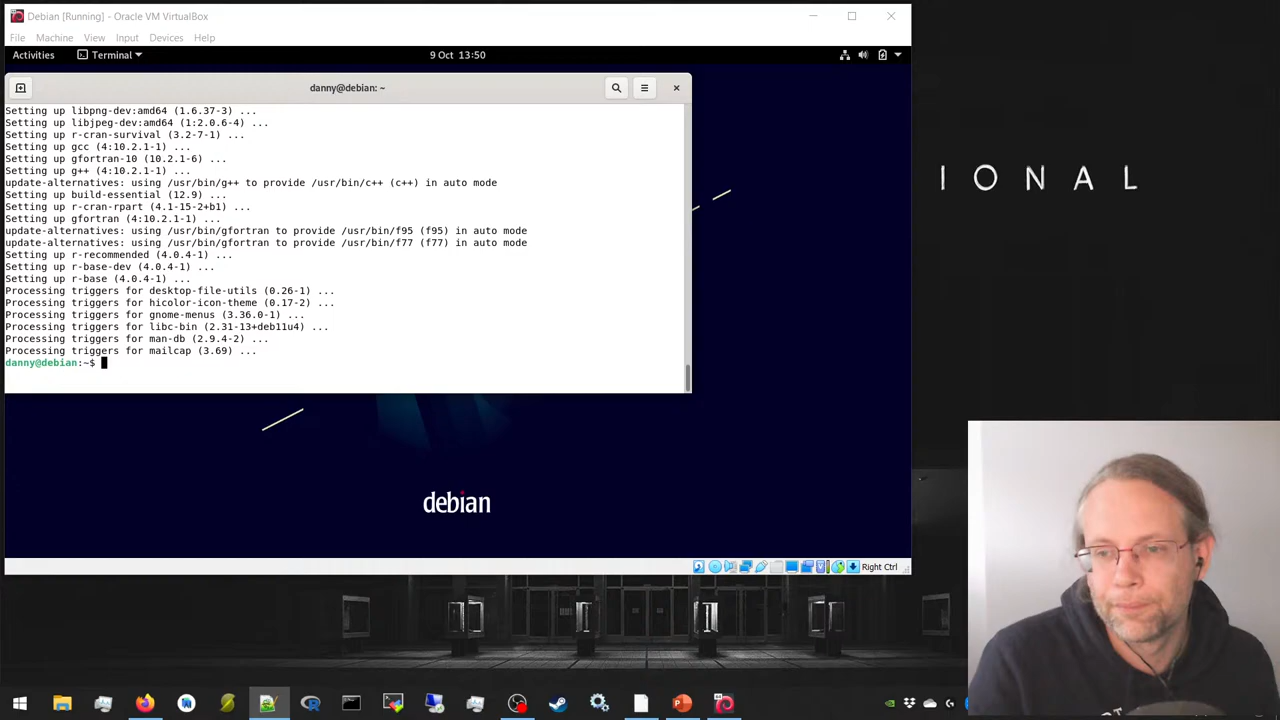 Debian [Running] - Oracle VM VirtualBox
File Machine View Input Devices Help
Activities Terminal 9 Oct 13:50
danny@debian: ~
Setting up libpng-dev:amd64 (1.6.37-3) ...
Setting up libjpeg-dev:amd64 (1:2.0.6-4) ...
Setting up r-cran-survival (3.2-7-1) ...
Setting up gcc (4:10.2.1-1) ...
Setting up gfortran-10 (10.2.1-6) ...
Setting up g++ (4:10.2.1-1) ...
update-alternatives: using /usr/bin/g++ to provide /usr/bin/c++ (c++) in auto mode
Setting up build-essential (12.9) ...
Setting up r-cran-rpart (4.1-15-2+b1) ...
Setting up gfortran (4:10.2.1-1) ...
update-alternatives: using /usr/bin/gfortran to provide /usr/bin/f95 (f95) in auto mode
update-alternatives: using /usr/bin/gfortran to provide /usr/bin/f77 (f77) in auto mode
Setting up r-recommended (4.0.4-1) ...
Setting up r-base-dev (4.0.4-1) ...
Setting up r-base (4.0.4-1) ...
Processing triggers for desktop-file-utils (0.26-1) ...
Processing triggers for hicolor-icon-theme (0.17-2) ...
Processing triggers for gnome-menus (3.36.0-1) ...
Processing triggers for libc-bin (2.31-13+deb11u4) ...
Processing triggers for man-db (2.9.4-2) ...
Processing triggers for mailcap (3.69) ...
danny@debian:~$
IONAL
debian
Right Ctrl